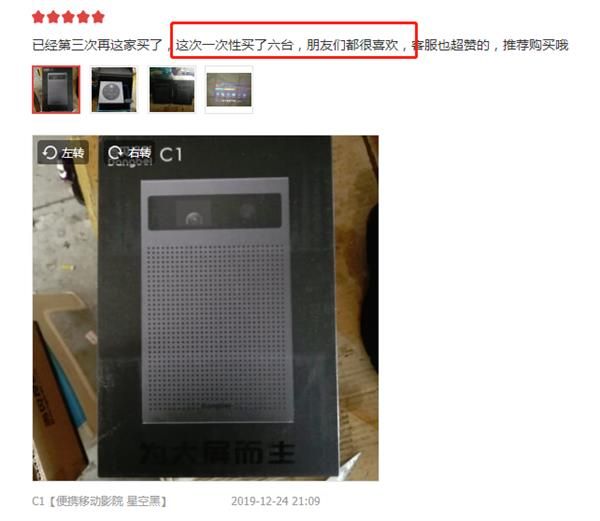 已经第三次再这家买了，这次一次性买了六台，朋友们都很喜欢，客服也超赞的，推荐购买哦
左转
右转
C1
Dangbei
为大屏而生
C1【便携移动影院 星空黑】
2019-12-24 21:09